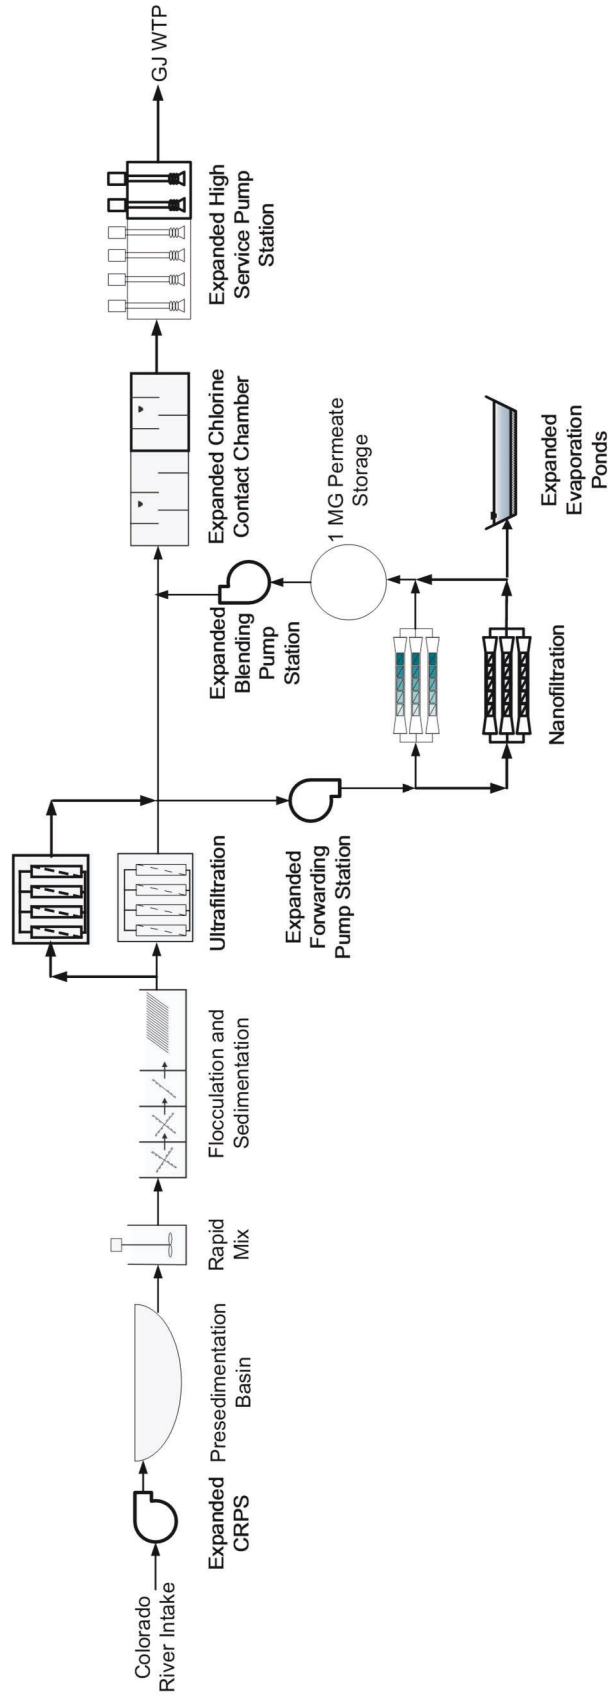 Colorado
River Intake
Expanded
CRPS
Presedimentation
Basin
Rapid
Mix
Flocculation and
Sedimentation
Ultrafiltration
Expanded
Forwarding
Pump Station
Expanded
Blending
Pump
Station
1 MG Permeate
Storage
Nanofiltration
Expanded
Evaporation
Ponds
Expanded Chlorine
Contact Chamber
Expanded High
Service Pump
Station
GJ WTP